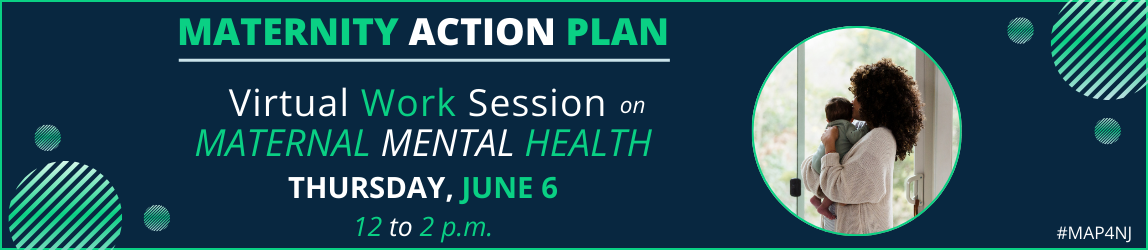 MATERNITY ACTION PLAN
Virtual Work Session on
MATERNAL MENTAL HEALTH
THURSDAY, JUNE 6
12 to 2 p.m.
#MAP4NJ